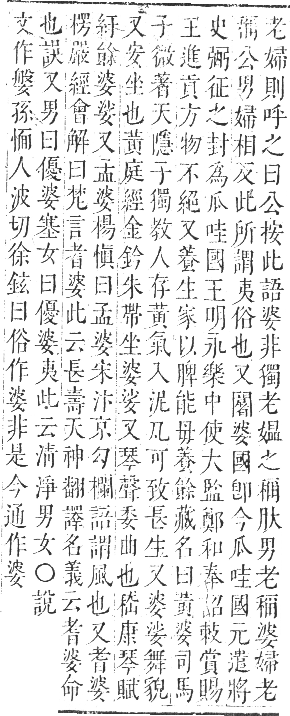 老婦則呼之曰公按此語婆非獨老媪之稱肽男老稱婆婦老
稱公男婦相反此所謂夷俗也又闍婆國卽今瓜哇國元遣將
史弼征之封爲瓜哇國王明永樂中使大監鄭和奉詔敕賞賜
王進貢方物不絕又養生家以脾能毋養餘藏名曰黃婆司馬
子微著天隱子獨敎人存黃氣入泥丸可致長生又婆娑舞貌
又安坐也黃庭經金鈐朱帶坐婆娑又琴聲委曲也嵇康琴賦
紆餘婆娑又孟婆楊愼曰孟婆宋汴京勾欄語謂風也又耆婆
楞嚴經會解曰梵言耆婆此云長壽天神翻譯名義云耆婆命
也誤又男曰優婆塞女曰優婆夷此云淸淨男女〇說
文作媻孫愐人波切徐鉉曰俗作婆非是今通作婆